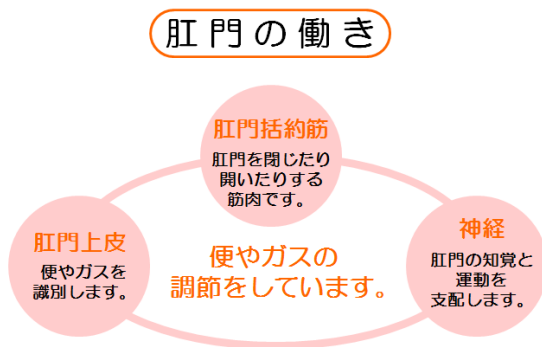 肛門の働き
肛門括約筋
肛門を閉じたり
開いたりする
筋肉です。
肛門上皮
便やガスを
識別します。
便やガスの
調節をしています。
神経
肛門の知覚と
運動を
支配します。